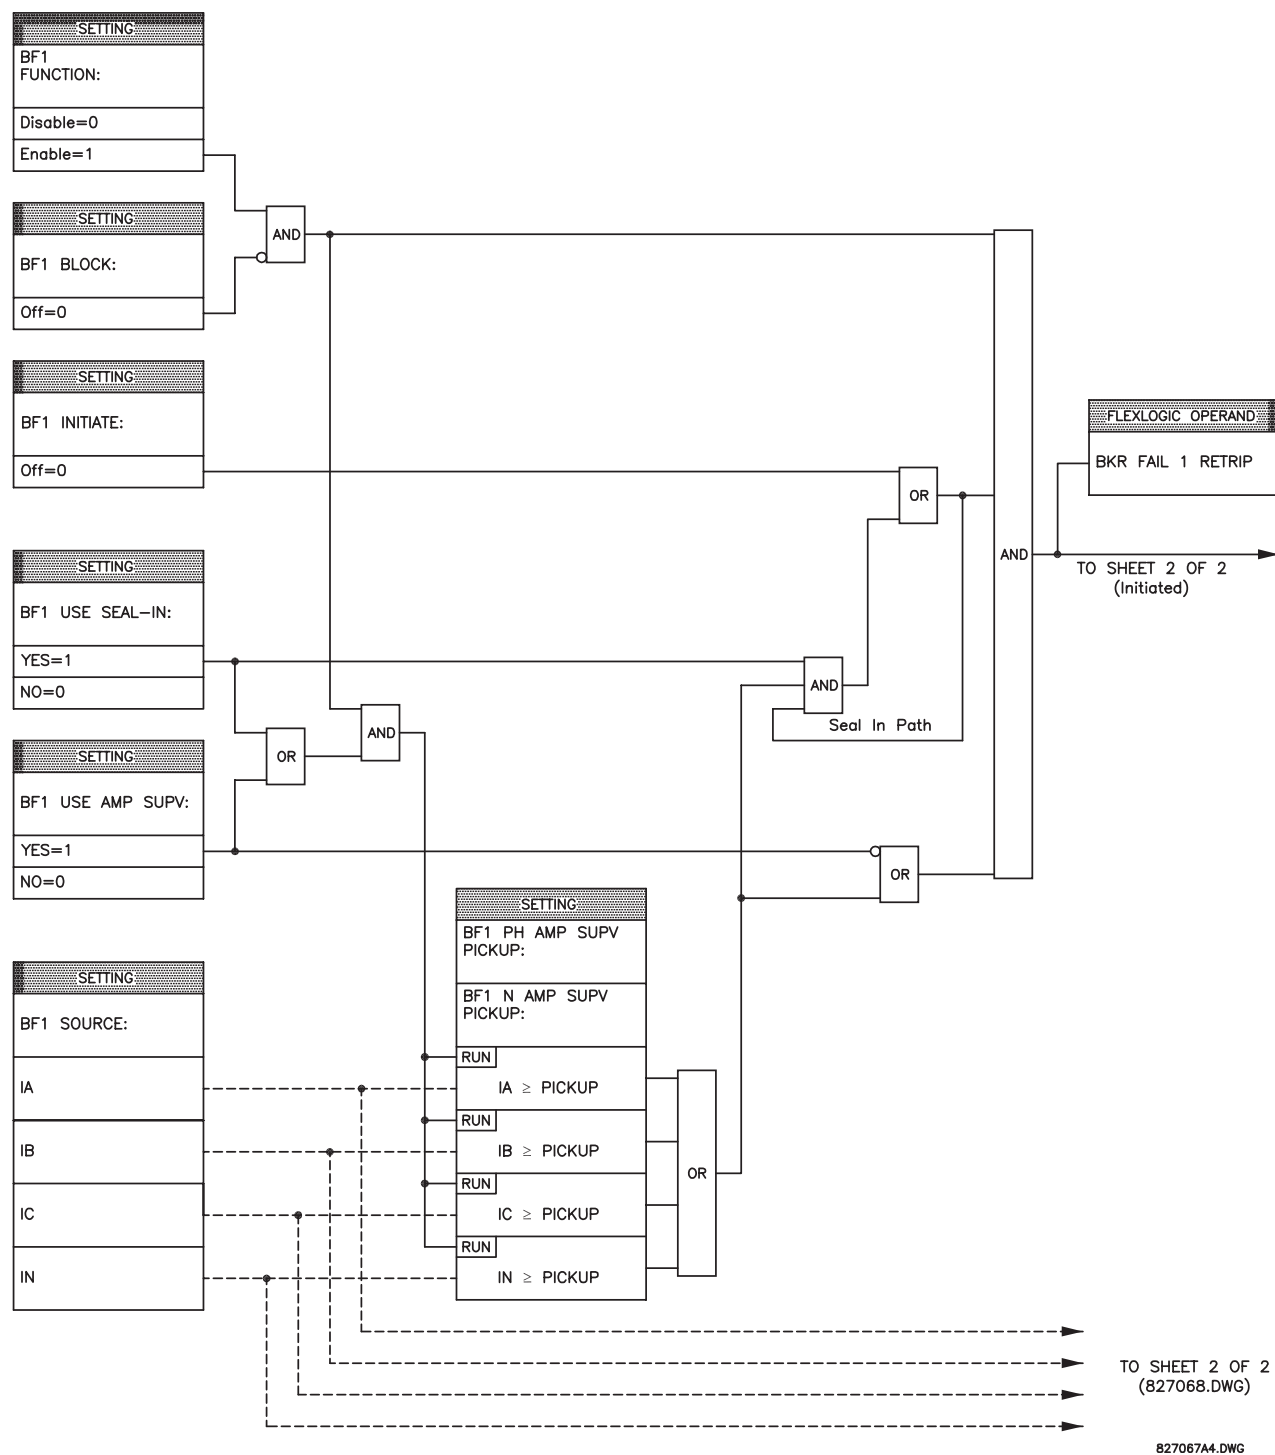 SETTING
BF1
FUNCTION:
Disable=0
Enable=1
SETTING
BF1 BLOCK:
Off=0
AND
SETTING
BF1 INITIATE:
Off=0
OR
FLEXLOGIC OPERAND
BKR FAIL 1 RETRIP
AND
TO SHEET 2 OF 2
(Initiated)
SETTING
BF1 USE SEAL-IN:
YES=1
NO=0
AND
Seal In Path
AND
OR
SETTING
BF1 USE AMP SUPV:
YES=1
NO=0
OR
SETTING
BF1 PH AMP SUPV
PICKUP:
BF1 N AMP SUPV
PICKUP:
RUN
IA ≥ PICKUP
RUN
IB ≥ PICKUP
RUN
IC ≥ PICKUP
RUN
IN ≥ PICKUP
OR
SETTING
BF1 SOURCE:
IA
IB
IC
IN
TO SHEET 2 OF 2
(827068.DWG)
827067A4.DWG